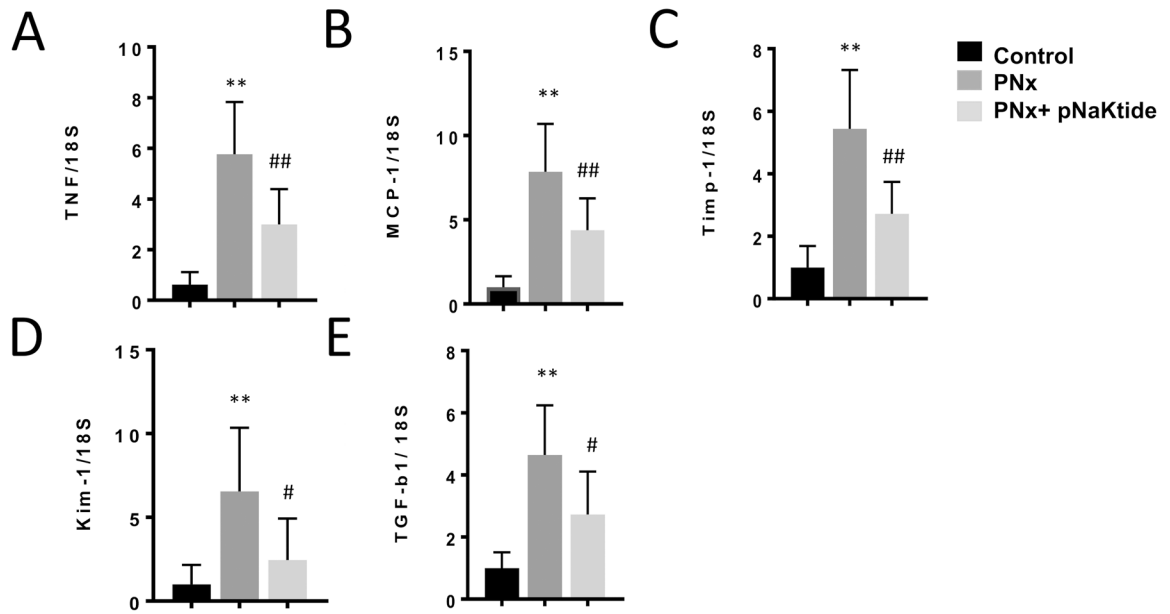 A
TNF/18S
10
8
6
4
2
0
**
##
B
MCP-1/18S
15
10
5
0
**
##
C
Timp-1/18S
8
6
4
2
0
**
##
Control
PNx
PNx+ pNaKtide
D
Kim-1/18S
15
10
5
0
**
#
E
TGF-b1/ 18S
8
6
4
2
0
**
#